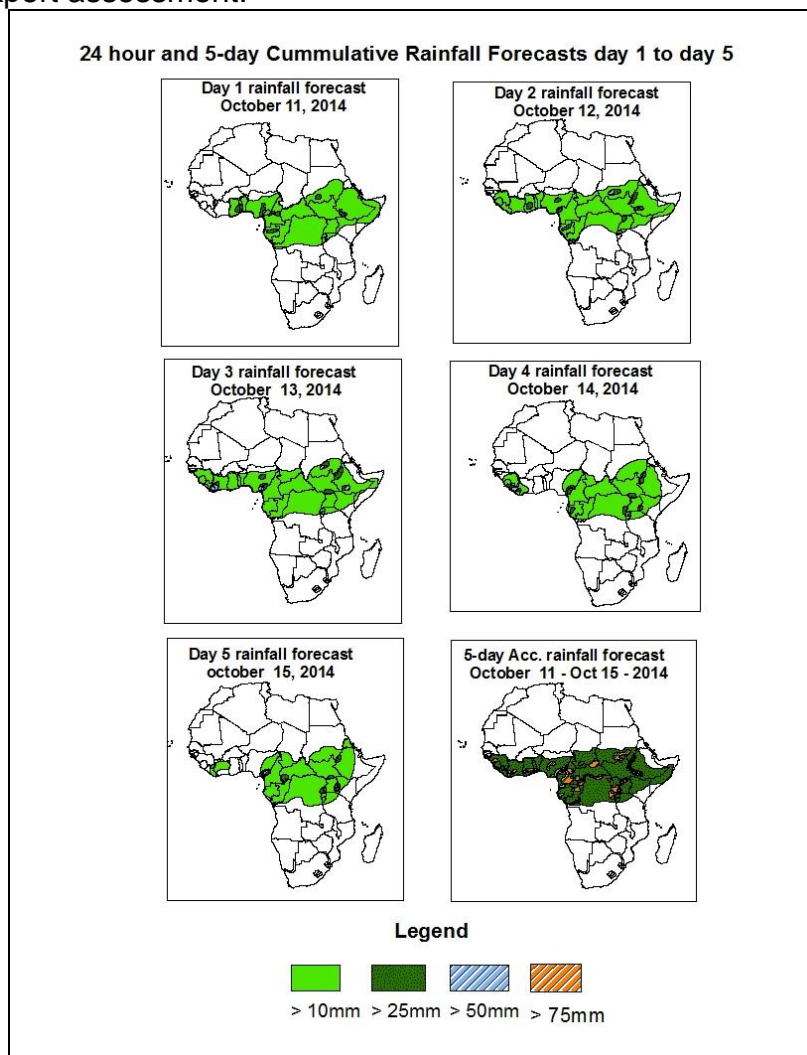 24 hour and 5-day Cummulative Rainfall Forecasts day 1 to day 5
Day 1 rainfall forecast
October 11, 2014
Day 2 rainfall forecast
October 12, 2014
Day 3 rainfall forecast
October 13, 2014
Day 4 rainfall forecast
October 14, 2014
Day 5 rainfall forecast
october 15, 2014
5-day Acc. rainfall forecast
October 11 - Oct 15 - 2014
Legend
> 10mm > 25mm > 50mm > 75mm